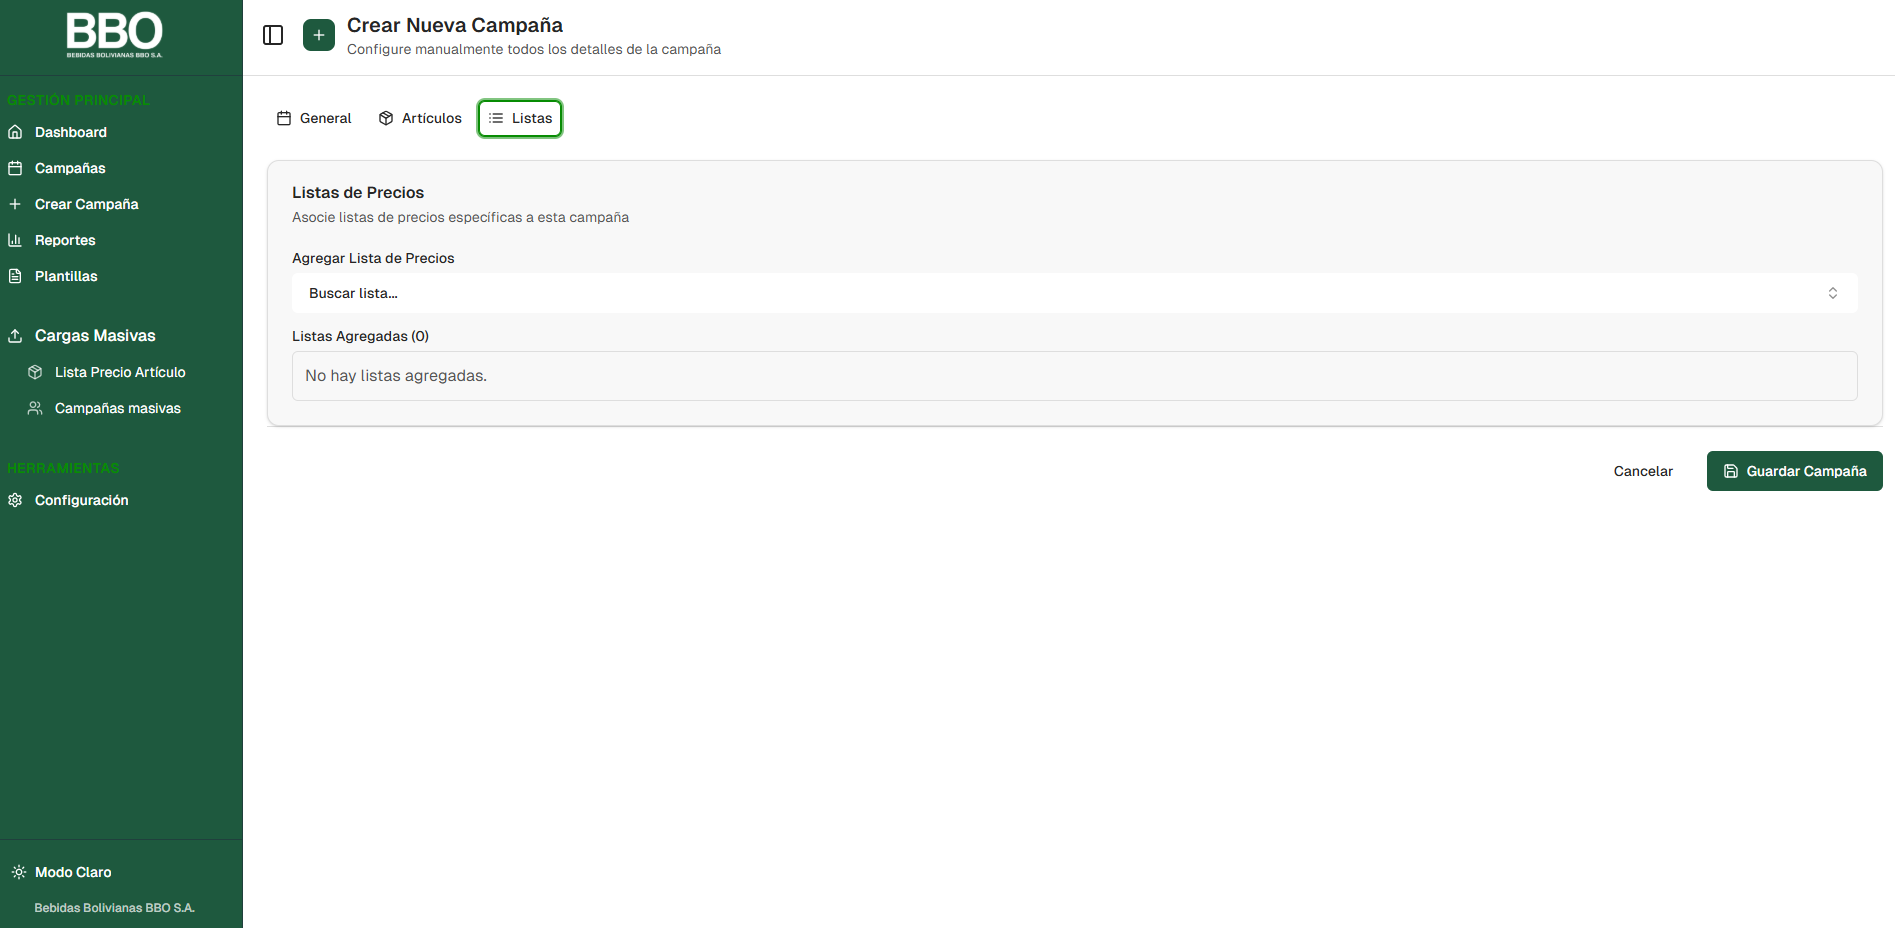 BBO
BEBIDAS BOLIVIANAS BBO S.A.
GESTIÓN PRINCIPAL
Dashboard
Campañas
Crear Campaña
Reportes
Plantillas
Cargas Masivas
Lista Precio Artículo
Campañas masivas
HERRAMIENTAS
Configuración
Modo Claro
Bebidas Bolivianas BBO S.A.
Crear Nueva Campaña
Configure manualmente todos los detalles de la campaña
General
Artículos
Listas
Listas de Precios
Asocie listas de precios específicas a esta campaña
Agregar Lista de Precios
Buscar lista...
Listas Agregadas (0)
No hay listas agregadas.
Cancelar
Guardar Campaña